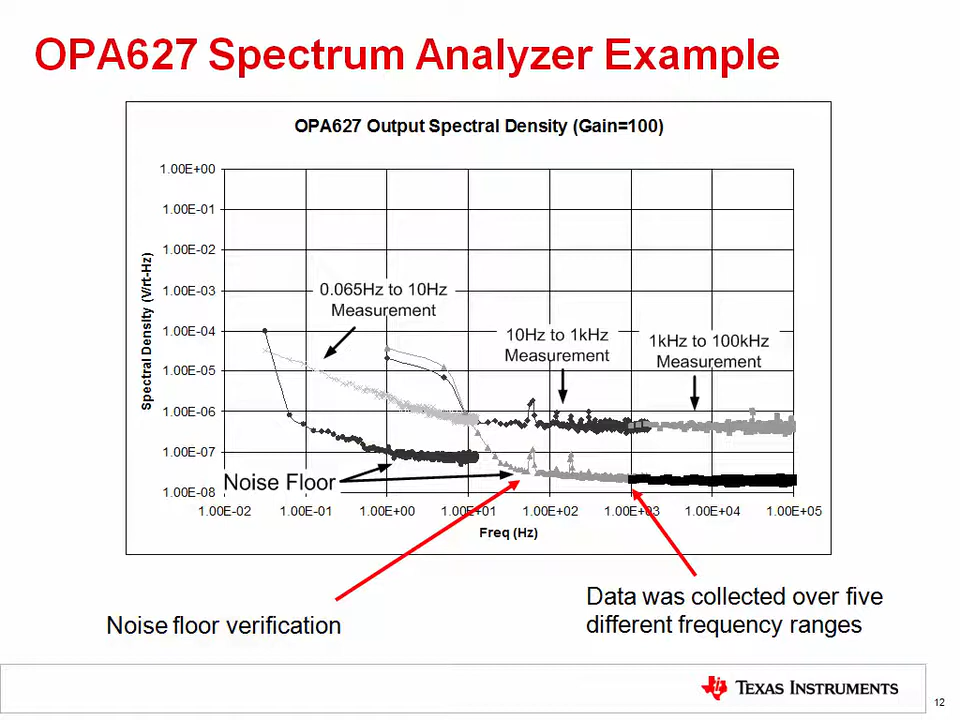 OPA627 Spectrum Analyzer Example
OPA627 Output Spectral Density (Gain=100)
1.00E+00
1.00E-01
1.00E-02
1.00E-03
1.00E-04
1.00E-05
1.00E-06
1.00E-07
1.00E-08
Spectral Density (V/rt-Hz)
0.065Hz to 10Hz
Measurement
10Hz to 1kHz
Measurement
1kHz to 100kHz
Measurement
Noise Floor
1.00E-02 1.00E-01 1.00E+00 1.00E+01 1.00E+02 1.00E+03 1.00E+04 1.00E+05
Freq (Hz)
Noise floor verification
Data was collected over five
different frequency ranges
TEXAS INSTRUMENTS
12